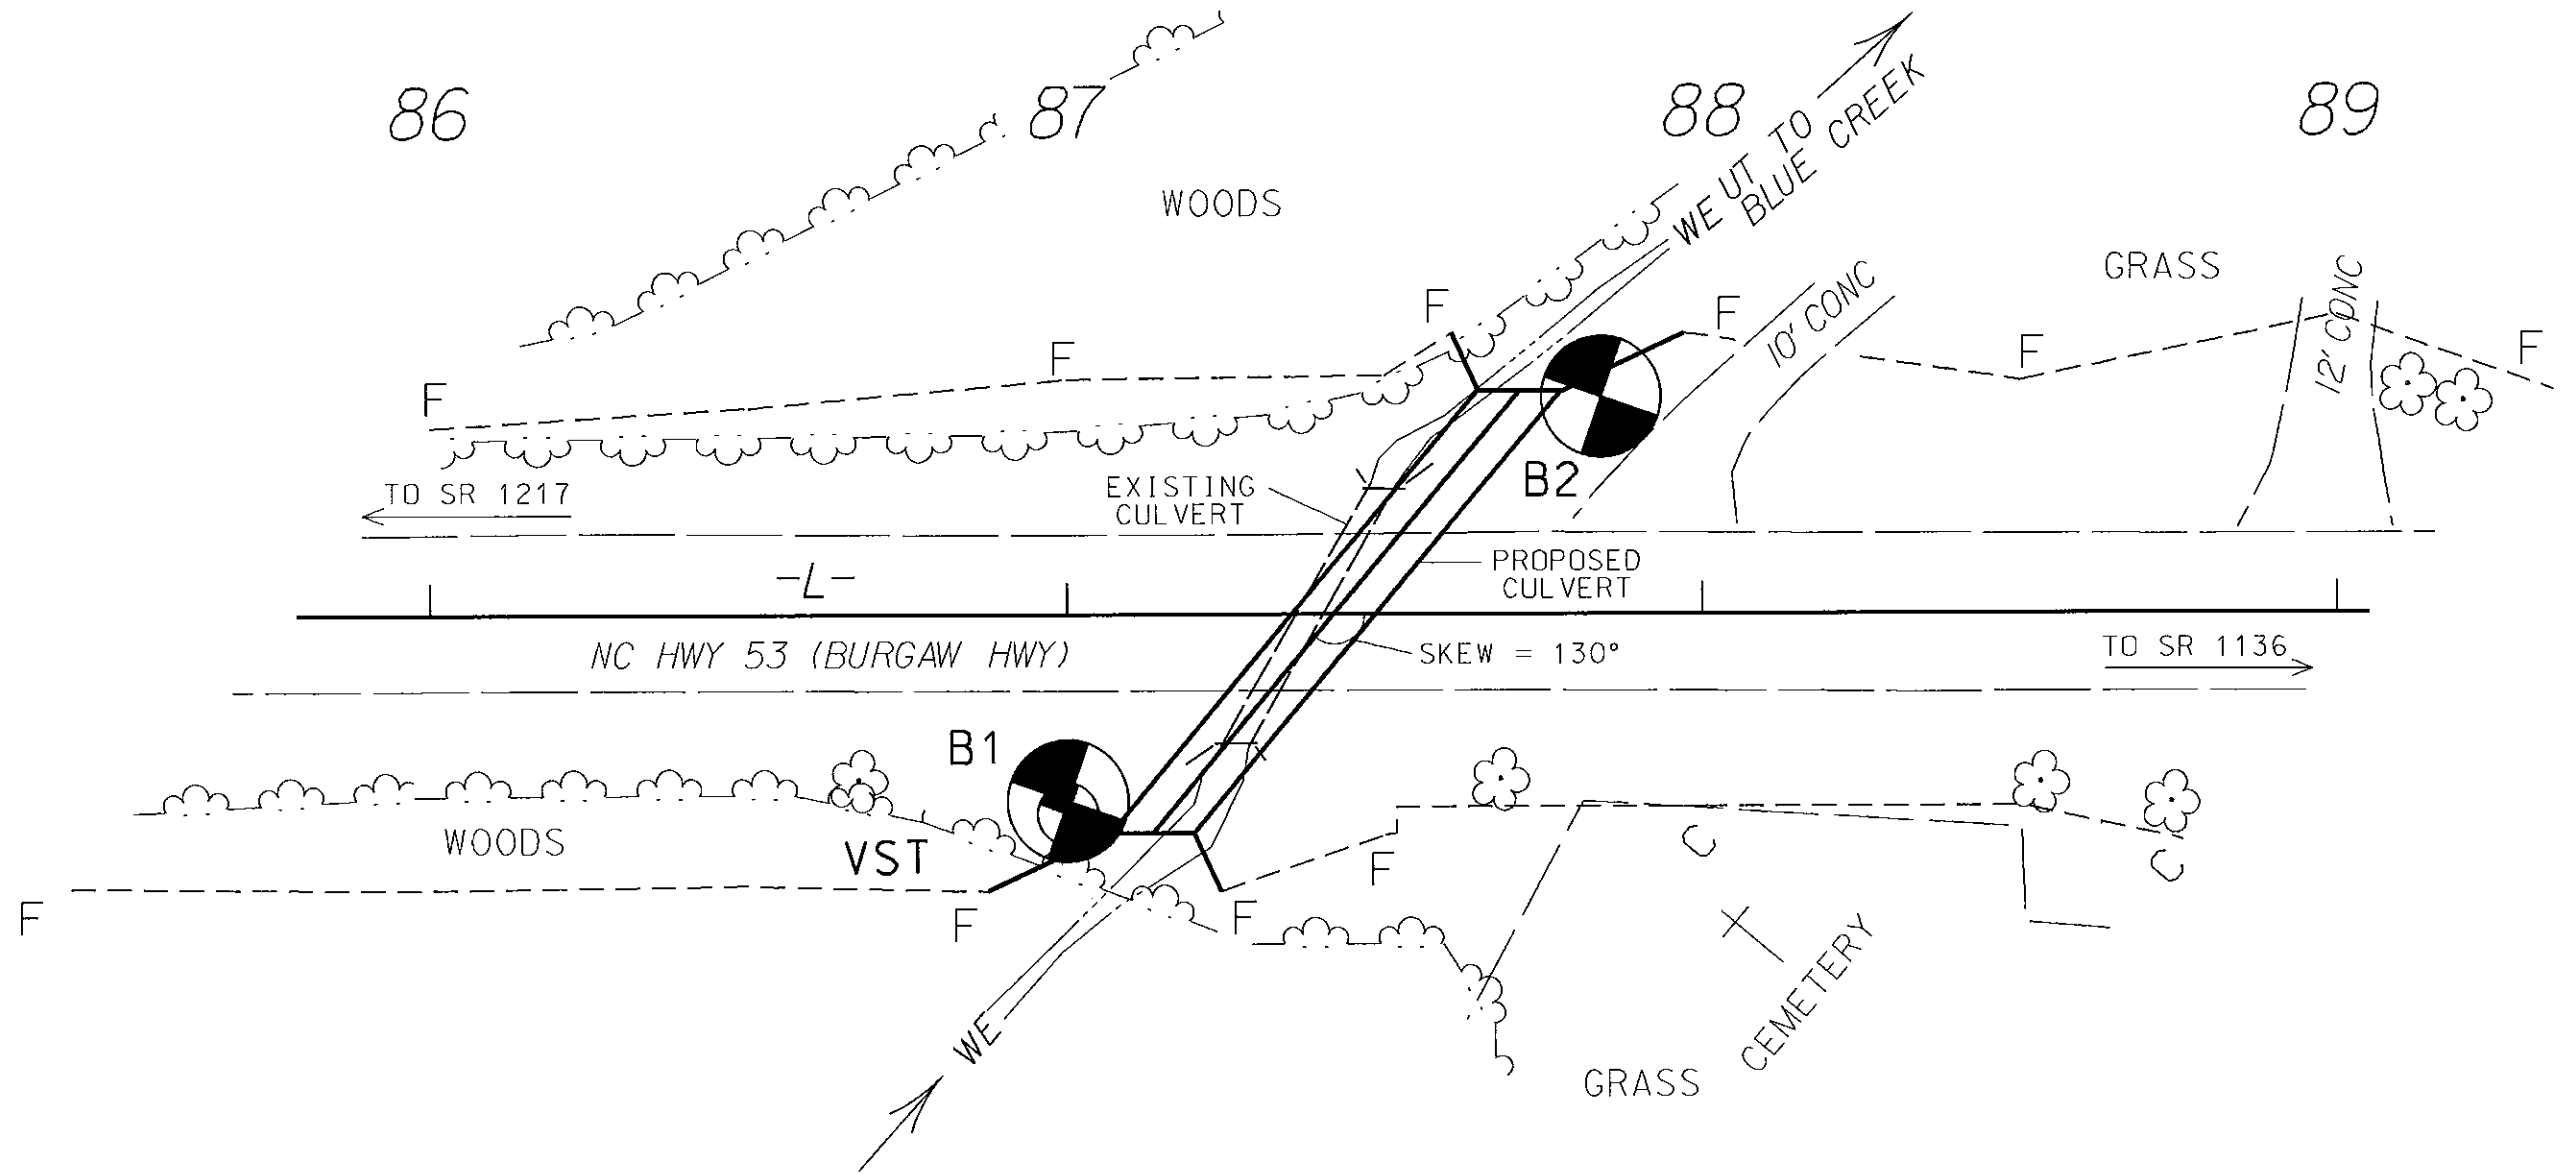 86
87
88
89
WE UT TO
BLUE CREEK
WOODS
GRASS
F
F
10' CONC
12' CONC
F
F
F
F
B2
TO SR 1217
EXISTING
CULVERT
PROPOSED
CULVERT
-L-
NC HWY 53 (BURGAW HWY)
SKEW = 130°
TO SR 1136
B1
WOODS
VST
C
C
F
F
F
F
WE
CEMETERY
GRASS